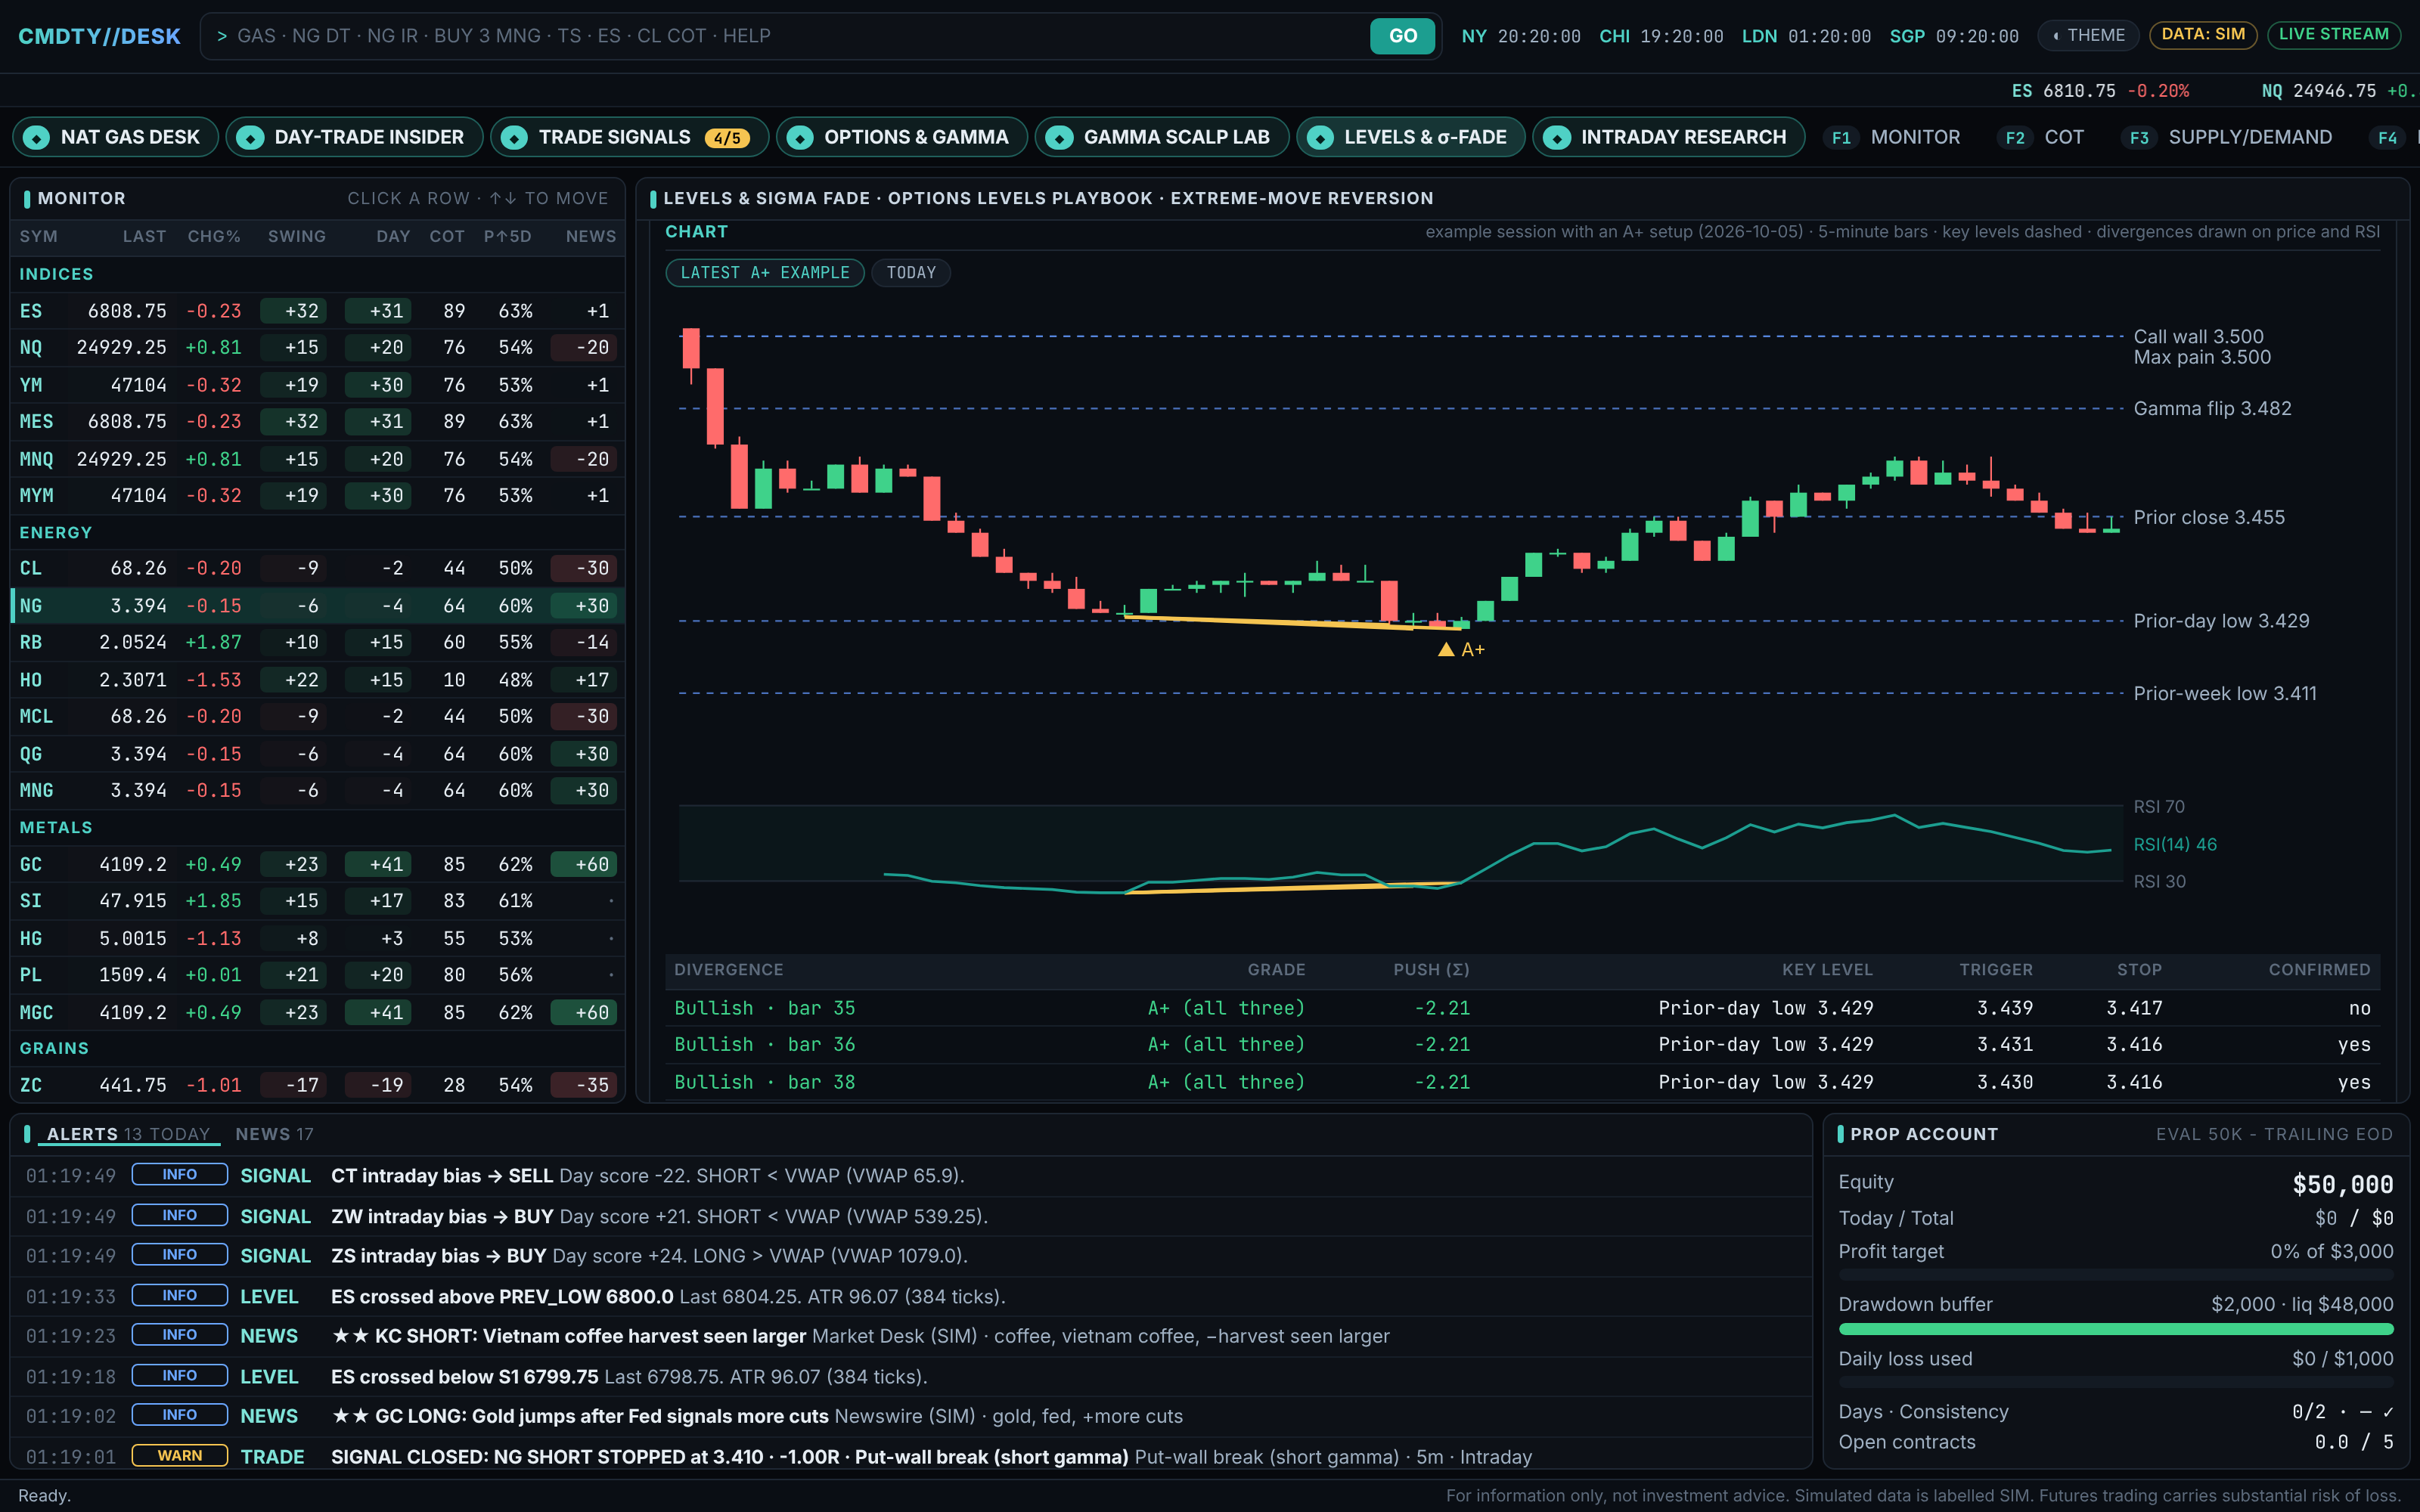 CMDTY//DESK > GAS · NG DT · NG IR · BUY 3 MNG · TS · ES · CL COT · HELP GO NY 20:20:00 CHI 19:20:00 LDN 01:20:00 SGP 09:20:00 THEME DATA: SIM LIVE STREAM
ES 6810.75 -0.20% NQ 24946.75 +0.
NAT GAS DESK DAY-TRADE INSIDER TRADE SIGNALS 4/5 OPTIONS & GAMMA GAMMA SCALP LAB LEVELS & σ-FADE INTRADAY RESEARCH F1 MONITOR F2 COT F3 SUPPLY/DEMAND F4
MONITOR CLICK A ROW · ↑↓ TO MOVE
SYM LAST CHG% SWING DAY COT P↑5D NEWS
INDICES
ES 6808.75 -0.23 +32 +31 89 63% +1
NQ 24929.25 +0.81 +15 +20 76 54% -20
YM 47104 -0.32 +19 +30 76 53% +1
MES 6808.75 -0.23 +32 +31 89 63% +1
MNQ 24929.25 +0.81 +15 +20 76 54% -20
MYM 47104 -0.32 +19 +30 76 53% +1
ENERGY
CL 68.26 -0.20 -9 -2 44 50% -30
NG 3.394 -0.15 -6 -4 64 60% +30
RB 2.0524 +1.87 +10 +15 60 55% -14
HO 2.3071 -1.53 +22 +15 10 48% +17
MCL 68.26 -0.20 -9 -2 44 50% -30
QG 3.394 -0.15 -6 -4 64 60% +30
MNG 3.394 -0.15 -6 -4 64 60% +30
METALS
GC 4109.2 +0.49 +23 +41 85 62% +60
SI 47.915 +1.85 +15 +17 83 61% ·
HG 5.0015 -1.13 +8 +3 55 53% ·
PL 1509.4 +0.01 +21 +20 80 56% ·
MGC 4109.2 +0.49 +23 +41 85 62% +60
GRAINS
ZC 441.75 -1.01 -17 -19 28 54% -35
LEVELS & SIGMA FADE · OPTIONS LEVELS PLAYBOOK · EXTREME-MOVE REVERSION
CHART example session with an A+ setup (2026-10-05) · 5-minute bars · key levels dashed · divergences drawn on price and RSI
LATEST A+ EXAMPLE TODAY
Call wall 3.500
Max pain 3.500
Gamma flip 3.482
Prior close 3.455
Prior-day low 3.429
▲ A+
Prior-week low 3.411
RSI 70
RSI(14) 46
RSI 30
DIVERGENCE GRADE PUSH (Σ) KEY LEVEL TRIGGER STOP CONFIRMED
Bullish · bar 35 A+ (all three) -2.21 Prior-day low 3.429 3.439 3.417 no
Bullish · bar 36 A+ (all three) -2.21 Prior-day low 3.429 3.431 3.416 yes
Bullish · bar 38 A+ (all three) -2.21 Prior-day low 3.429 3.430 3.416 yes
ALERTS 13 TODAY NEWS 17
01:19:49 INFO SIGNAL CT intraday bias → SELL Day score -22. SHORT < VWAP (VWAP 65.9).
01:19:49 INFO SIGNAL ZW intraday bias → BUY Day score +21. SHORT < VWAP (VWAP 539.25).
01:19:49 INFO SIGNAL ZS intraday bias → BUY Day score +24. LONG > VWAP (VWAP 1079.0).
01:19:33 INFO LEVEL ES crossed above PREV_LOW 6800.0 Last 6804.25. ATR 96.07 (384 ticks).
01:19:23 INFO NEWS ★★ KC SHORT: Vietnam coffee harvest seen larger Market Desk (SIM) · coffee, vietnam coffee, −harvest seen larger
01:19:18 INFO LEVEL ES crossed below S1 6799.75 Last 6798.75. ATR 96.07 (384 ticks).
01:19:02 INFO NEWS ★★ GC LONG: Gold jumps after Fed signals more cuts Newswire (SIM) · gold, fed, +more cuts
01:19:01 WARN TRADE SIGNAL CLOSED: NG SHORT STOPPED at 3.410 · -1.00R · Put-wall break (short gamma) Put-wall break (short gamma) · 5m · Intraday
PROP ACCOUNT EVAL 50K - TRAILING EOD
Equity $50,000
Today / Total $0 / $0
Profit target 0% of $3,000
Drawdown buffer $2,000 · liq $48,000
Daily loss used $0 / $1,000
Days · Consistency 0/2 · — ✓
Open contracts 0.0 / 5
Ready. For information only, not investment advice. Simulated data is labelled SIM. Futures trading carries substantial risk of loss.